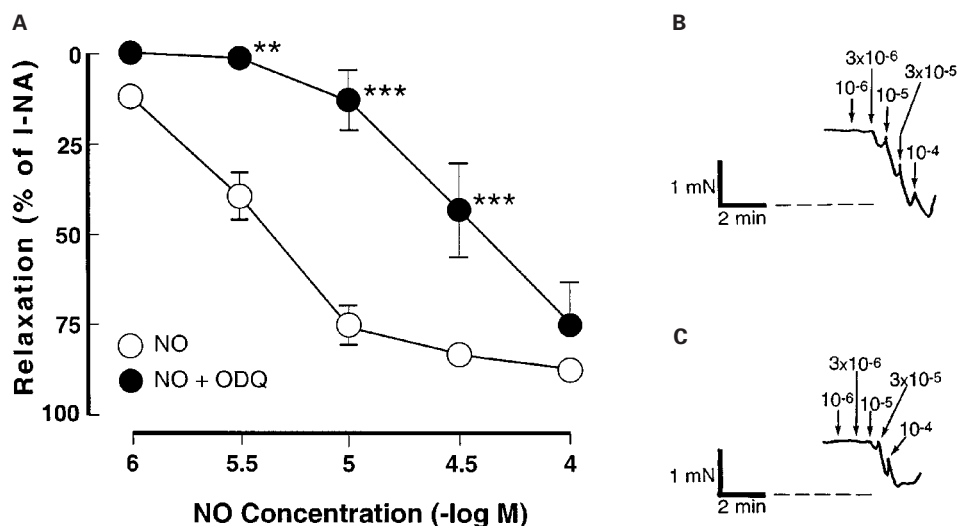 A
Relaxation (% of I-NA)
0
25
50
75
100
**
***
***
NO
NO + ODQ
6
5.5
5
4.5
4
NO Concentration (-log M)
B
3x10-6
3x10-5
10-6
10-5
10-4
1 mN
2 min
C
3x10-6
3x10-5
10-6
10-5
10-4
1 mN
2 min